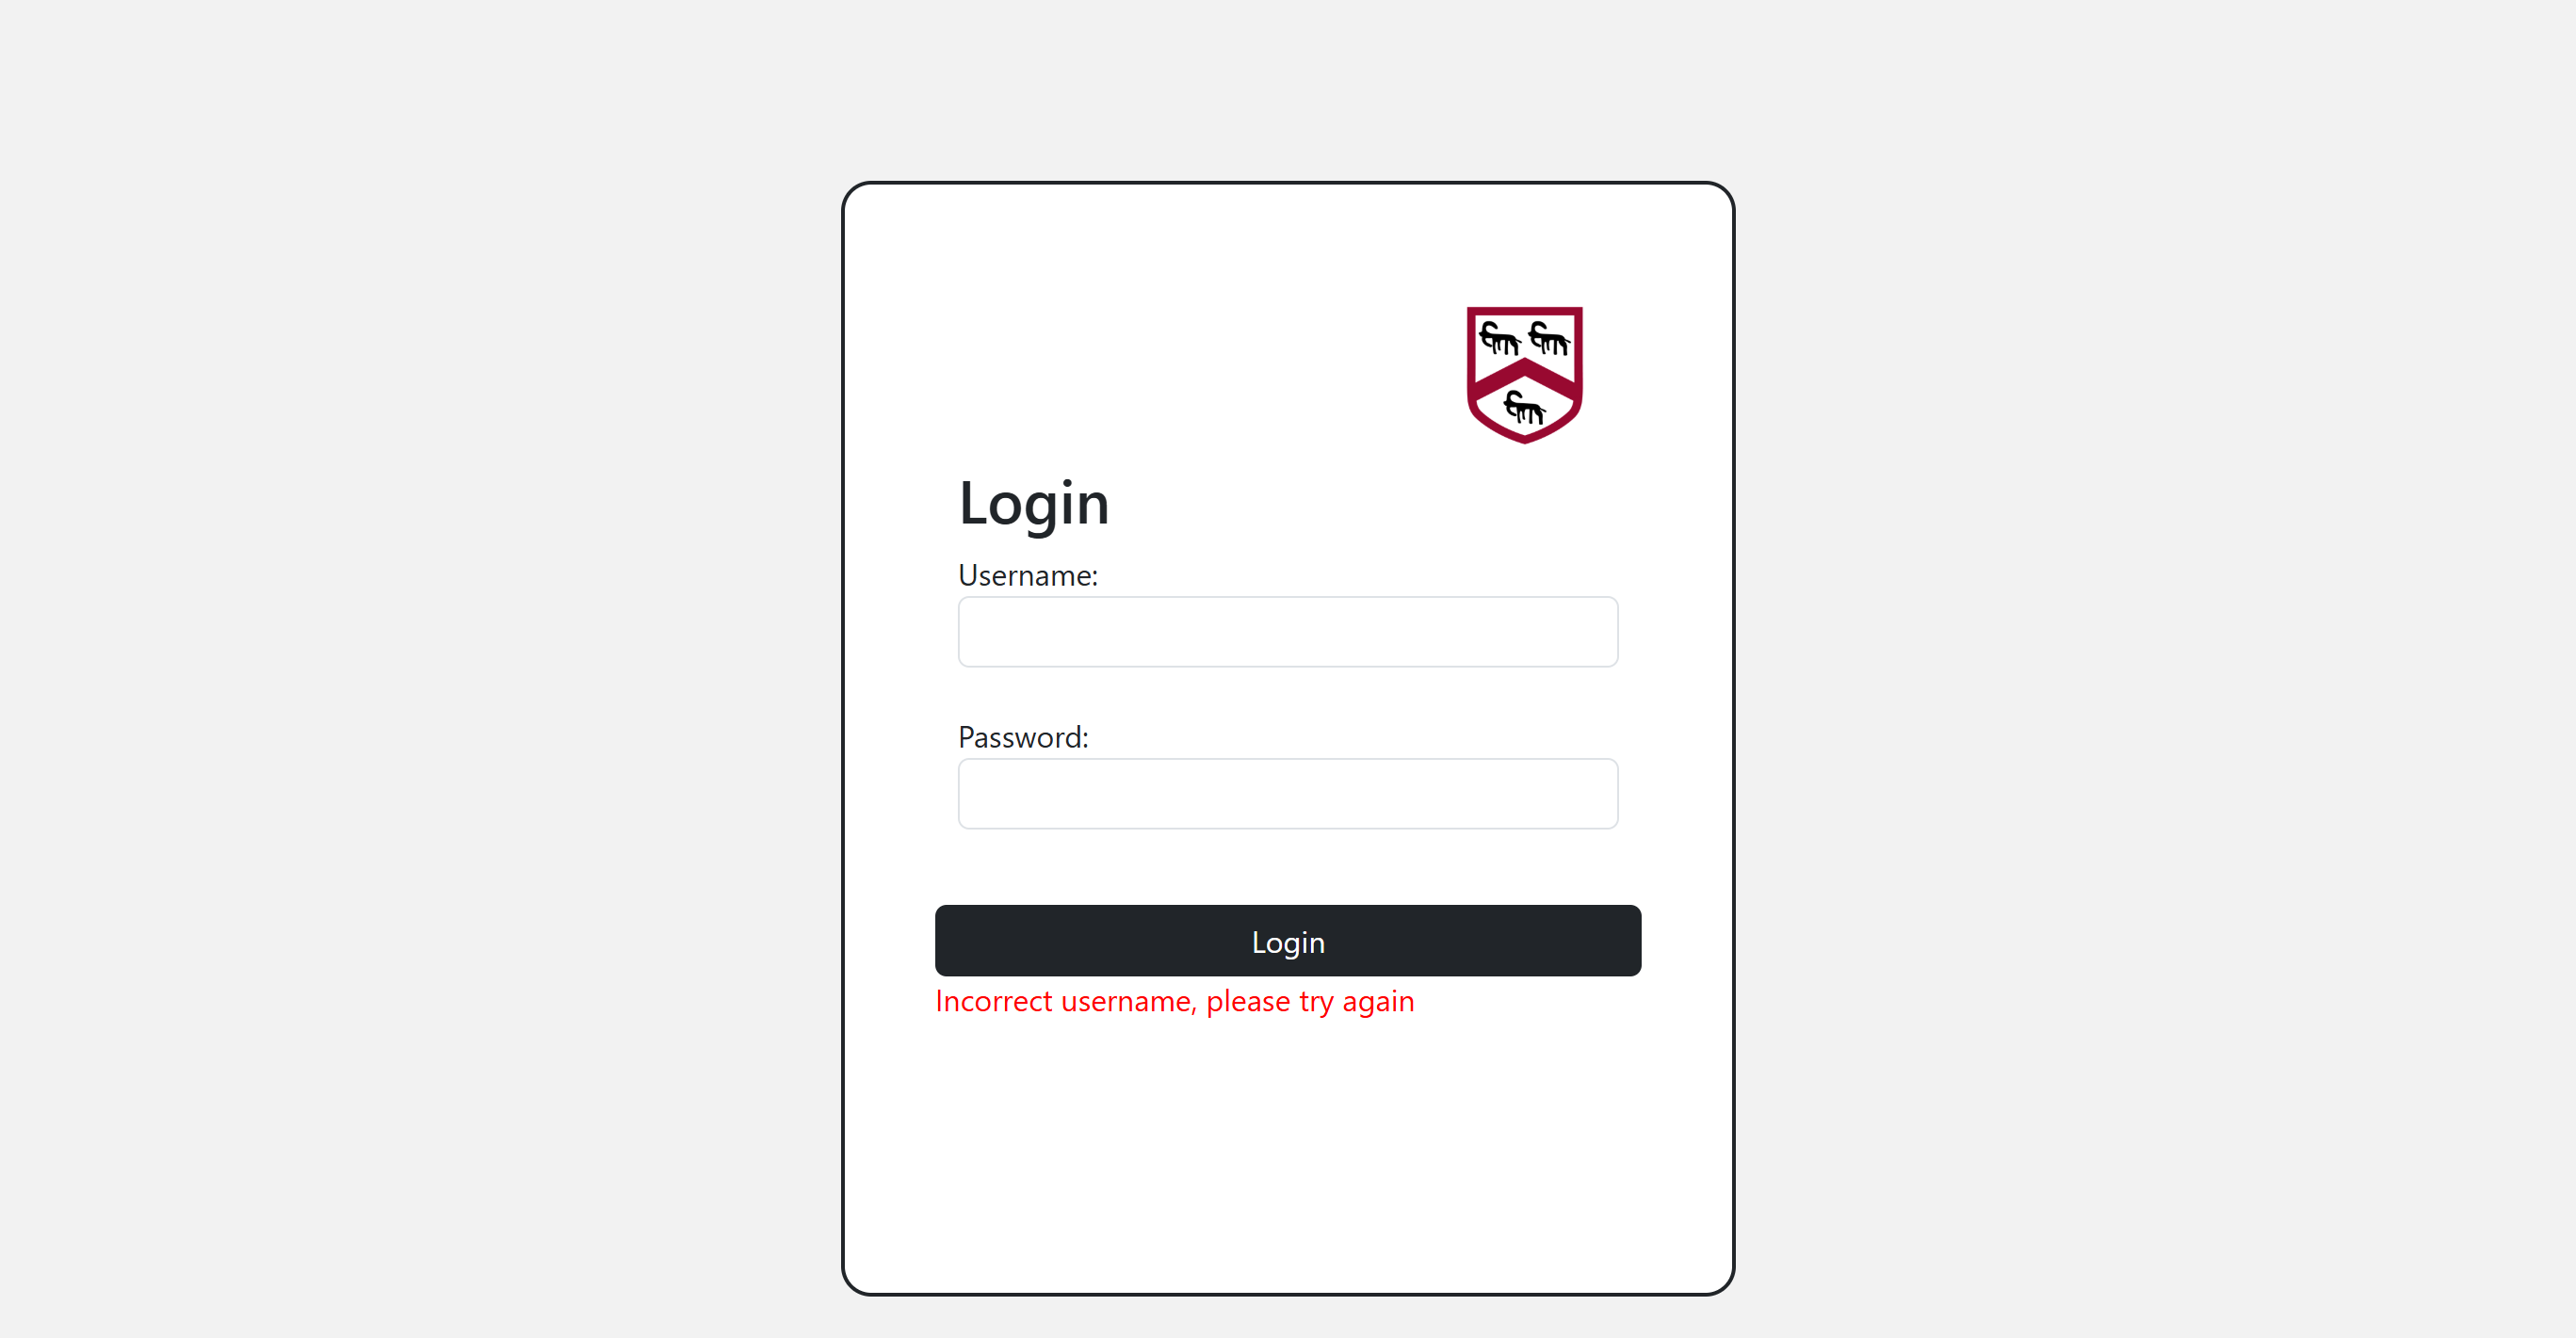 Login
Username:
Password:
Login
Incorrect username, please try again